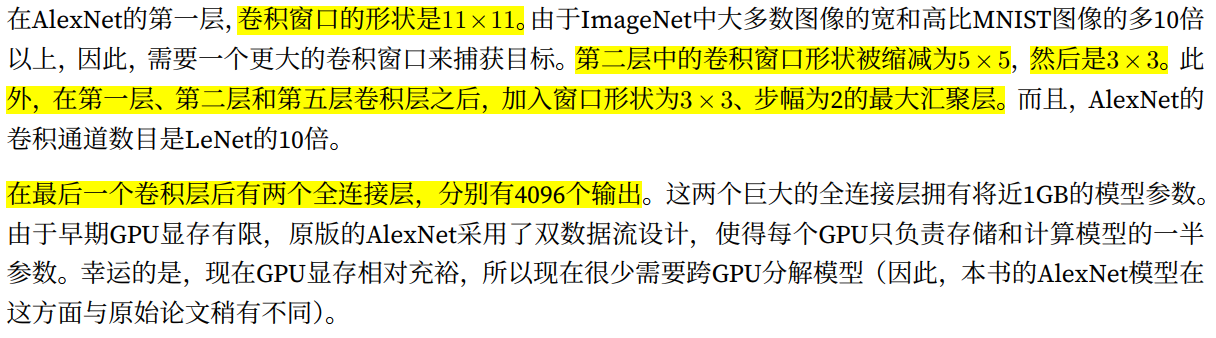 在AlexNet的第一层，卷积窗口的形状是11×11。由于ImageNet中大多数图像的宽和高比MNIST图像的多10倍
以上，因此，需要一个更大的卷积窗口来捕获目标。第二层中的卷积窗口形状被缩减为5×5，然后是3×3。此
外，在第一层、第二层和第五层卷积层之后，加入窗口形状为3×3、步幅为2的最大汇聚层。而且，AlexNet的
卷积通道数目是LeNet的10倍。
在最后一个卷积层后有两个全连接层，分别有4096个输出。这两个巨大的全连接层拥有将近1GB的模型参数。
由于早期GPU显存有限，原版的AlexNet采用了双数据流设计，使得每个GPU只负责存储和计算模型的一半
参数。幸运的是，现在GPU显存相对充裕，所以现在很少需要跨GPU分解模型（因此，本书的AlexNet模型在
这方面与原始论文稍有不同）。